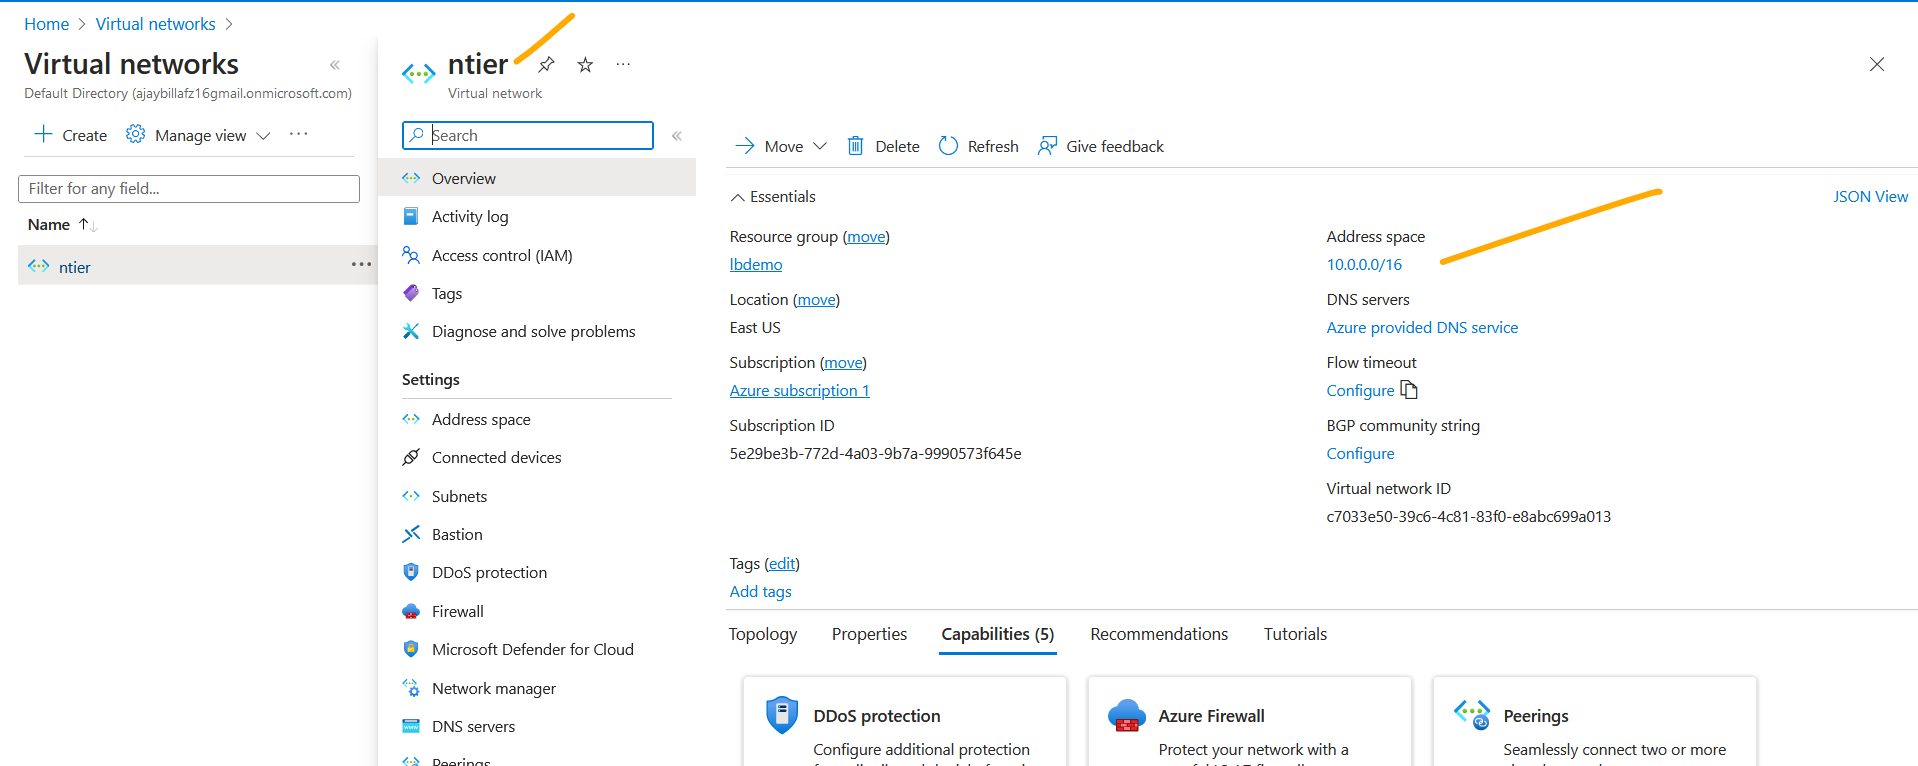 Home > Virtual networks >
Virtual networks «
Default Directory (ajaybillafz16gmail.onmicrosoft.com)
+ Create Manage view ...
Filter for any field...
Name ↑↓
ntier ...
ntier ...
Virtual network
Search «
Overview
Activity log
Access control (IAM)
Tags
Diagnose and solve problems
Settings
Address space
Connected devices
Subnets
Bastion
DDoS protection
Firewall
Microsoft Defender for Cloud
Network manager
DNS servers
Peerings
Move Delete Refresh Give feedback
Essentials
JSON View
Resource group (move)
lbdemo
Location (move)
East US
Subscription (move)
Azure subscription 1
Subscription ID
5e29be3b-772d-4a03-9b7a-9990573f645e
Address space
10.0.0.0/16
DNS servers
Azure provided DNS service
Flow timeout
Configure
BGP community string
Configure
Virtual network ID
c7033e50-39c6-4c81-83f0-e8abc699a013
Tags (edit)
Add tags
Topology Properties Capabilities (5) Recommendations Tutorials
DDoS protection
Configure additional protection
Azure Firewall
Protect your network with a
Peerings
Seamlessly connect two or more